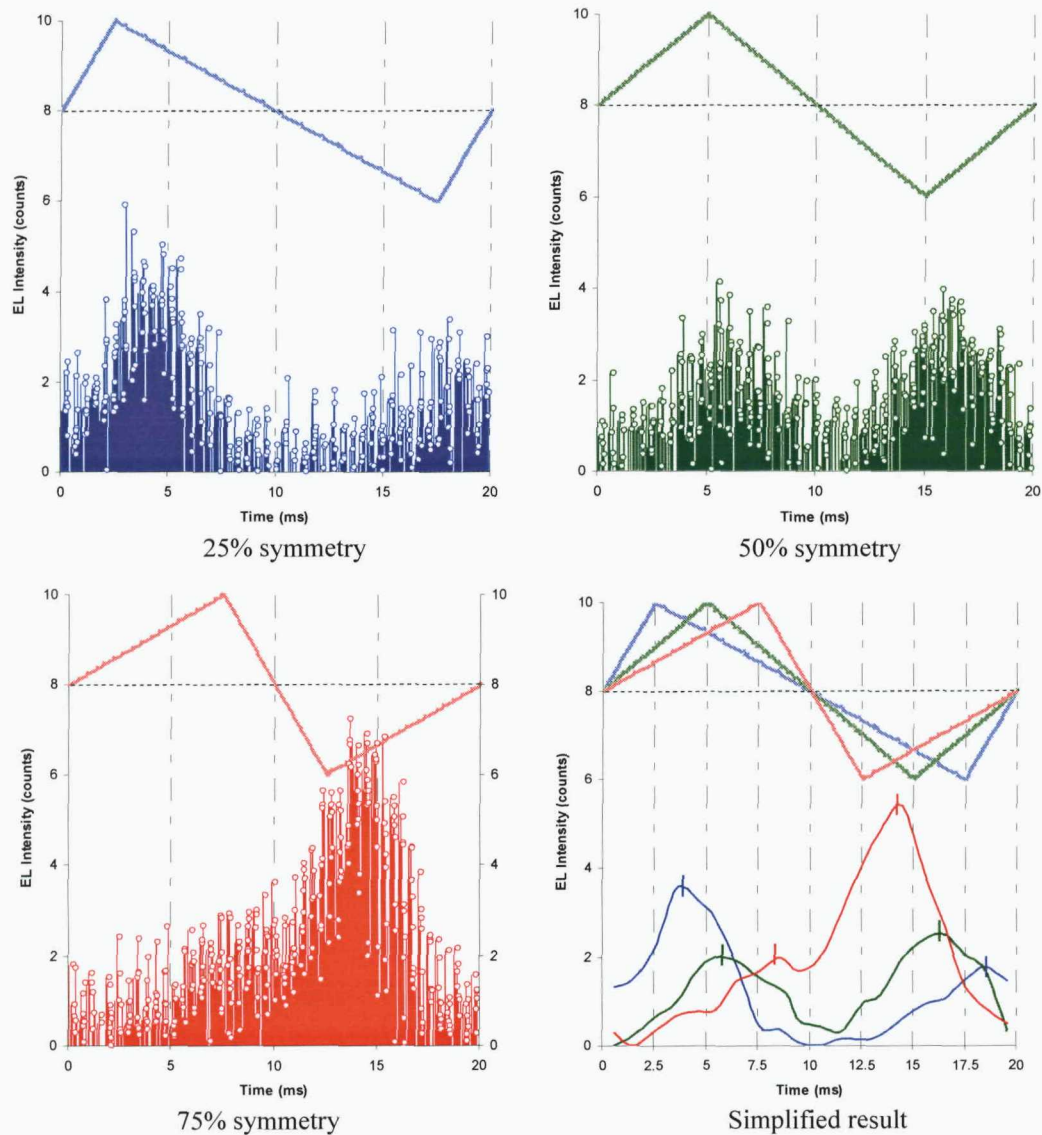 10
8
6
4
2
0
EL Intensity (counts)
0 5 10 15 20
Time (ms)
25% symmetry
10
8
6
4
2
0
EL Intensity (counts)
0 5 10 15 20
Time (ms)
50% symmetry
10
8
6
4
2
0
EL Intensity (counts)
10
8
6
4
2
0
0 5 10 15 20
Time (ms)
75% symmetry
10
8
6
4
2
0
EL Intensity (counts)
0 2.5 5 7.5 10 12.5 15 17.5 20
Time (ms)
Simplified result